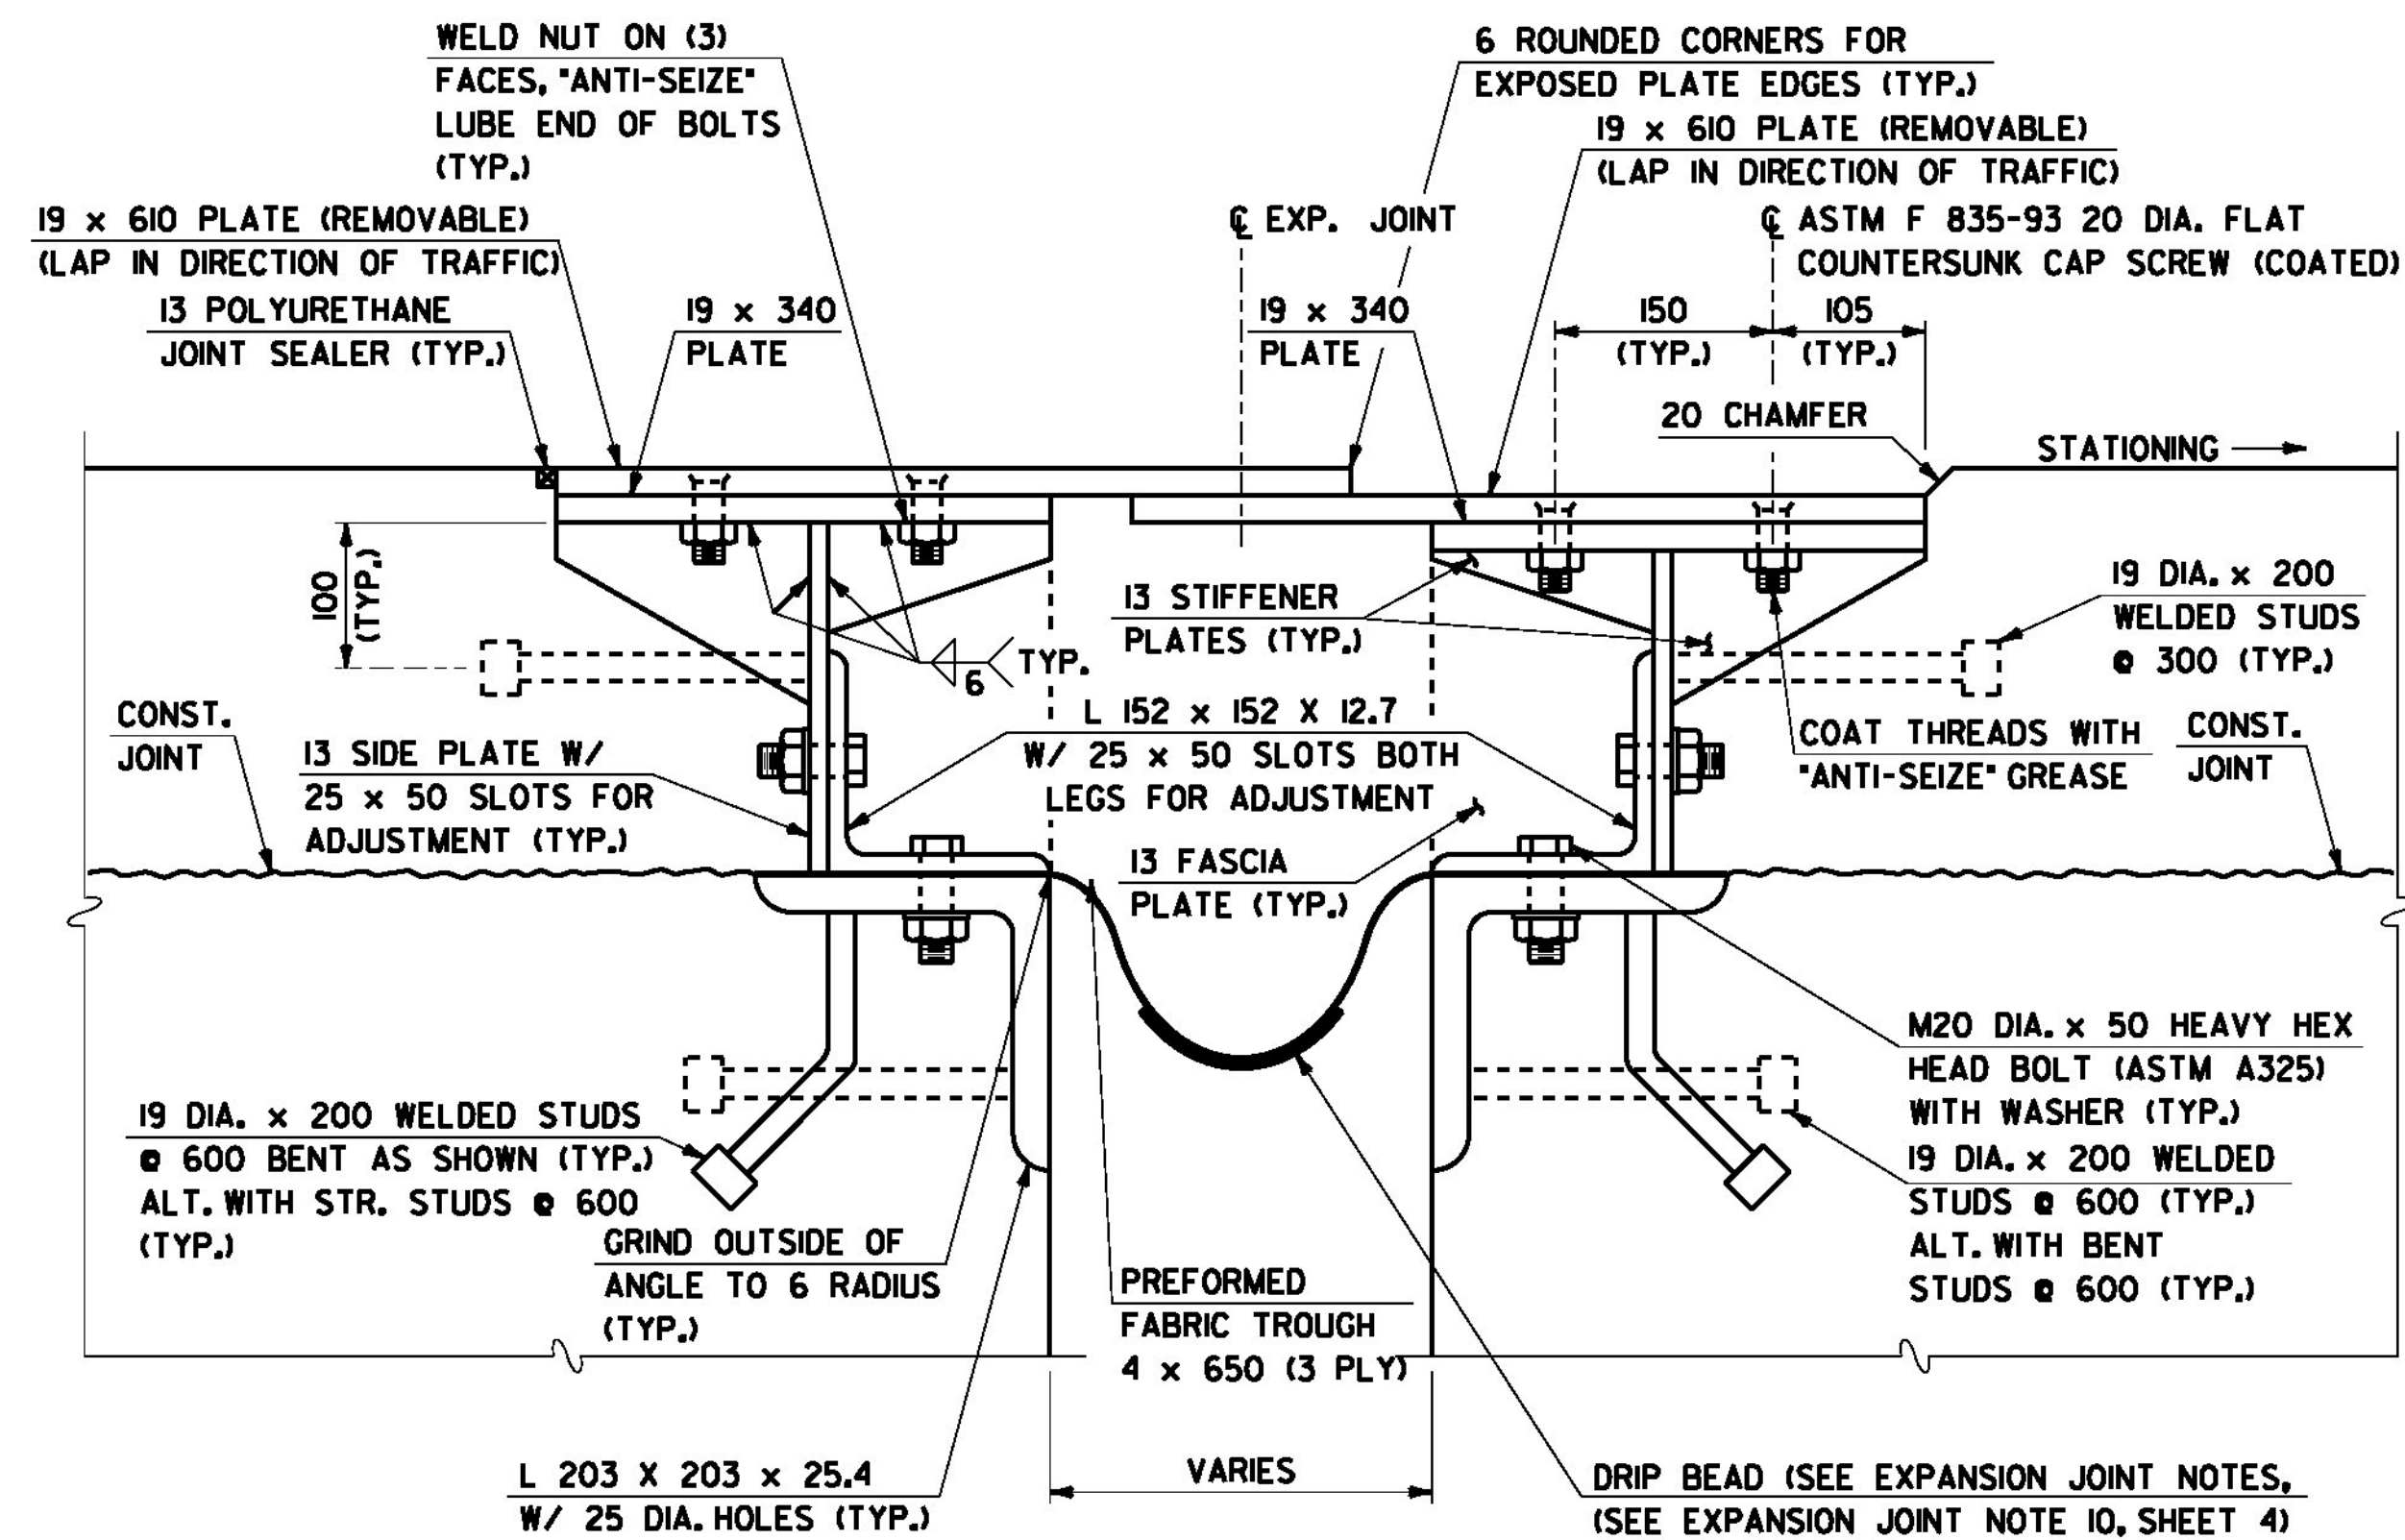 WELD NUT ON (3)
FACES, "ANTI-SEIZE"
LUBE END OF BOLTS
(TYP.)
6 ROUNDED CORNERS FOR
EXPOSED PLATE EDGES (TYP.)
19 x 610 PLATE (REMOVABLE)
(LAP IN DIRECTION OF TRAFFIC)
19 x 610 PLATE (REMOVABLE)
(LAP IN DIRECTION OF TRAFFIC)
℄ EXP. JOINT
℄ ASTM F 835-93 20 DIA. FLAT
COUNTERSUNK CAP SCREW (COATED)
13 POLYURETHANE
JOINT SEALER (TYP.)
19 x 340
PLATE
19 x 340
PLATE
150
(TYP.)
105
(TYP.)
20 CHAMFER
STATIONING
100
(TYP.)
13 STIFFENER
PLATES (TYP.)
19 DIA. x 200
WELDED STUDS
@ 300 (TYP.)
6
TYP.
CONST.
JOINT
13 SIDE PLATE W/
25 x 50 SLOTS FOR
ADJUSTMENT (TYP.)
L 152 x 152 X 12.7
W/ 25 x 50 SLOTS BOTH
LEGS FOR ADJUSTMENT
COAT THREADS WITH
"ANTI-SEIZE" GREASE
CONST.
JOINT
13 FASCIA
PLATE (TYP.)
M20 DIA. x 50 HEAVY HEX
HEAD BOLT (ASTM A325)
WITH WASHER (TYP.)
19 DIA. x 200 WELDED STUDS
@ 600 BENT AS SHOWN (TYP.)
ALT. WITH STR. STUDS @ 600
(TYP.)
19 DIA. x 200 WELDED
STUDS @ 600 (TYP.)
ALT. WITH BENT
STUDS @ 600 (TYP.)
GRIND OUTSIDE OF
ANGLE TO 6 RADIUS
(TYP.)
PREFORMED
FABRIC TROUGH
4 x 650 (3 PLY)
L 203 X 203 x 25.4
W/ 25 DIA. HOLES (TYP.)
VARIES
DRIP BEAD (SEE EXPANSION JOINT NOTES,
(SEE EXPANSION JOINT NOTE 10, SHEET 4)